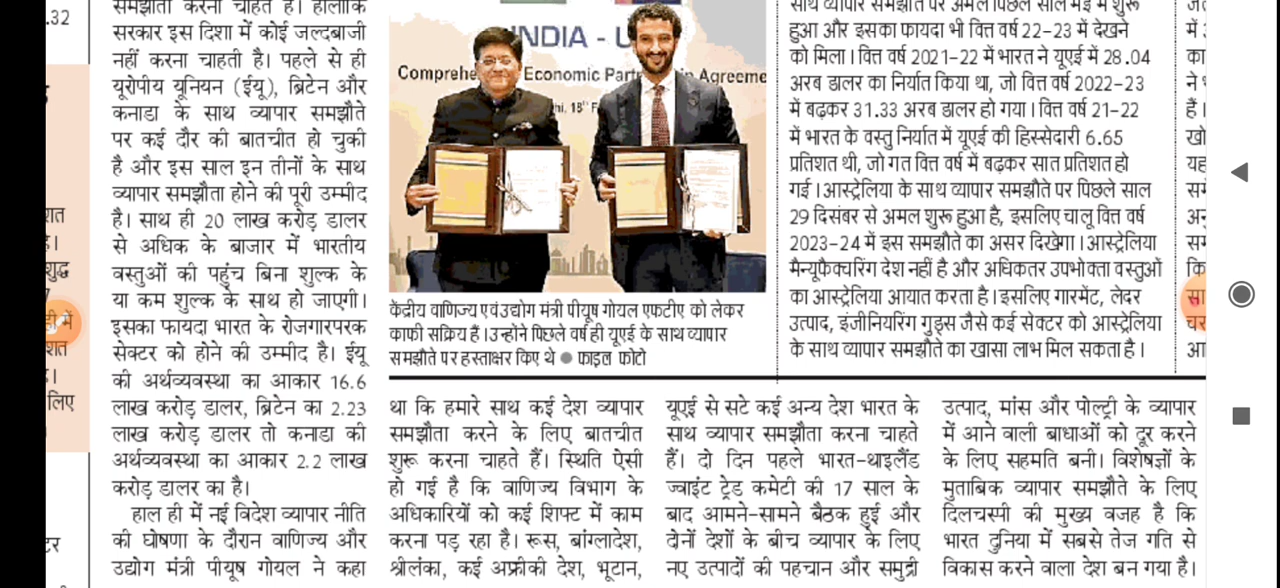 .32
शत
है।
शुद्ध
में
शत
लिए
समझौता करना चाहते हैं। हालांकि
सरकार इस दिशा में कोई जल्दबाजी
नहीं करना चाहती है। पहले से ही
यूरोपीय यूनियन (ईयू), ब्रिटेन और
कनाडा के साथ व्यापार समझौते
पर कई दौर की बातचीत हो चुकी
है और इस साल इन तीनों के साथ
व्यापार समझौता होने की पूरी उम्मीद
है। साथ ही 20 लाख करोड़ डालर
से अधिक के बाजार में भारतीय
वस्तुओं की पहुंच बिना शुल्क के
या कम शुल्क के साथ हो जाएगी।
इसका फायदा भारत के रोजगारपरक
सेक्टर को होने की उम्मीद है। ईयू
की अर्थव्यवस्था का आकार 16.6
लाख करोड़ डालर, ब्रिटेन का 2.23
लाख करोड़ डालर तो कनाडा की
अर्थव्यवस्था का आकार 2.2 लाख
करोड़ डालर का है।
हाल ही में नई विदेश व्यापार नीति
की घोषणा के दौरान वाणिज्य और
उद्योग मंत्री पीयूष गोयल ने कहा
INDIA - U
Comprehe Economic Part Agreeme
केंद्रीय वाणिज्य एवं उद्योग मंत्री पीयूष गोयल एफटीए को लेकर
काफी सक्रिय हैं। उन्होंने पिछले वर्ष ही यूएई के साथ व्यापार
समझौते पर हस्ताक्षर किए थे ● फाइल फोटो
था कि हमारे साथ कई देश व्यापार
समझौता करने के लिए बातचीत
शुरू करना चाहते हैं। स्थिति ऐसी
हो गई है कि वाणिज्य विभाग के
अधिकारियों को कई शिफ्ट में काम
करना पड़ रहा है। रूस, बांग्लादेश,
श्रीलंका, कई अफ्रीकी देश, भूटान,
यूएई से सटे कई अन्य देश भारत के
साथ व्यापार समझौता करना चाहते
हैं। दो दिन पहले भारत-थाइलैंड
ज्वाइंट ट्रेड कमेटी की 17 साल के
बाद आमने-सामने बैठक हुई और
दोनों देशों के बीच व्यापार के लिए
नए उत्पादों की पहचान और समुद्री
उत्पाद, मांस और पोल्ट्री के व्यापार
में आने वाली बाधाओं को दूर करने
के लिए सहमति बनी। विशेषज्ञों के
मुताबिक व्यापार समझौते के लिए
दिलचस्पी की मुख्य वजह है कि
भारत दुनिया में सबसे तेज गति से
विकास करने वाला देश बन गया है।
साथ व्यापार समझौते पर अमल पिछले साल मई में शुरू
हुआ और इसका फायदा भी वित्त वर्ष 22-23 में देखने
को मिला। वित्त वर्ष 2021-22 में भारत ने यूएई में 28.04
अरब डालर का निर्यात किया था, जो वित्त वर्ष 2022-23
में बढ़कर 31.33 अरब डालर हो गया। वित्त वर्ष 21-22
में भारत के वस्तु निर्यात में यूएई की हिस्सेदारी 6.65
प्रतिशत थी, जो गत वित्त वर्ष में बढ़कर सात प्रतिशत हो
गई। आस्ट्रेलिया के साथ व्यापार समझौते पर पिछले साल
29 दिसंबर से अमल शुरू हुआ है, इसलिए चालू वित्त वर्ष
2023-24 में इस समझौते का असर दिखेगा। आस्ट्रेलिया
मैन्यूफैक्चरिंग देश नहीं है और अधिकतर उपभोक्ता वस्तुओं
का आस्ट्रेलिया आयात करता है। इसलिए गारमेंट, लेदर
उत्पाद, इंजीनियरिंग गुड्स जैसे कई सेक्टर को आस्ट्रेलिया
के साथ व्यापार समझौते का खासा लाभ मिल सकता है।